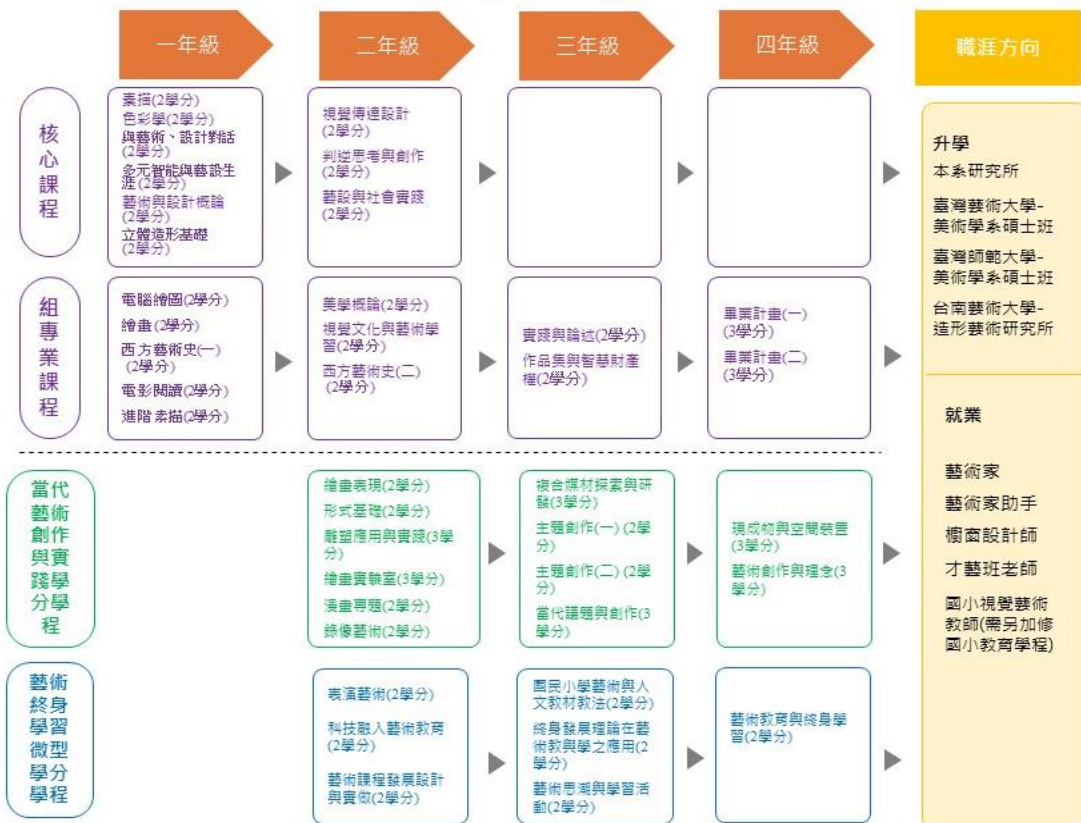 一年級
二年級
三年級
四年級
職涯方向
核心課程
素描(2學分)
色彩學(2學分)
與藝術、設計對話
(2學分)
多元智能與藝設生
涯(2學分)
藝術與設計概論
(2學分)
立體造形基礎
(2學分)
視覺傳達設計
(2學分)
判逆思考與創作
(2學分)
藝設與社會實踐
(2學分)
組專業課程
電腦繪圖(2學分)
繪畫(2學分)
西方藝術史(一)
(2學分)
電影閱讀(2學分)
進階素描(2學分)
美學概論(2學分)
視覺文化與藝術學
習(2學分)
西方藝術史(二)
(2學分)
實踐與論述(2學分)
作品集與智慧財產
權(2學分)
畢業計畫(一)
(3學分)
畢業計畫(二)
(3學分)
當代
藝術
創作
與實
踐學
分學
程
繪畫表現(2學分)
形式基礎(2學分)
雕塑應用與實踐(3學
分)
繪畫實驗室(3學分)
漫畫專題(2學分)
錄像藝術(2學分)
複合媒材探索與研
發(3學分)
主題創作(一) (2學
分)
主題創作(二) (2學
分)
當代議題與創作(3
學分)
現成物與空間裝置
(3學分)
藝術創作與理念(3
學分)
藝術
終身
學習
微型
學分
學程
表演藝術(2學分)
科技融入藝術教育
(2學分)
藝術課程發展設計
與實做(2學分)
國民小學藝術與人
文教材教法(2學分)
終身發展理論在藝
術教與學之應用(2
學分)
藝術思潮與學習活
動(2學分)
藝術教育與終身學
習(2學分)
升學
本系研究所
臺灣藝術大學-
美術學系碩士班
臺灣師範大學-
美術學系碩士班
台南藝術大學-
造形藝術研究所
就業
藝術家
藝術家助手
櫥窗設計師
才藝班老師
國小視覺藝術
教師(需另加修
國小教育學程)